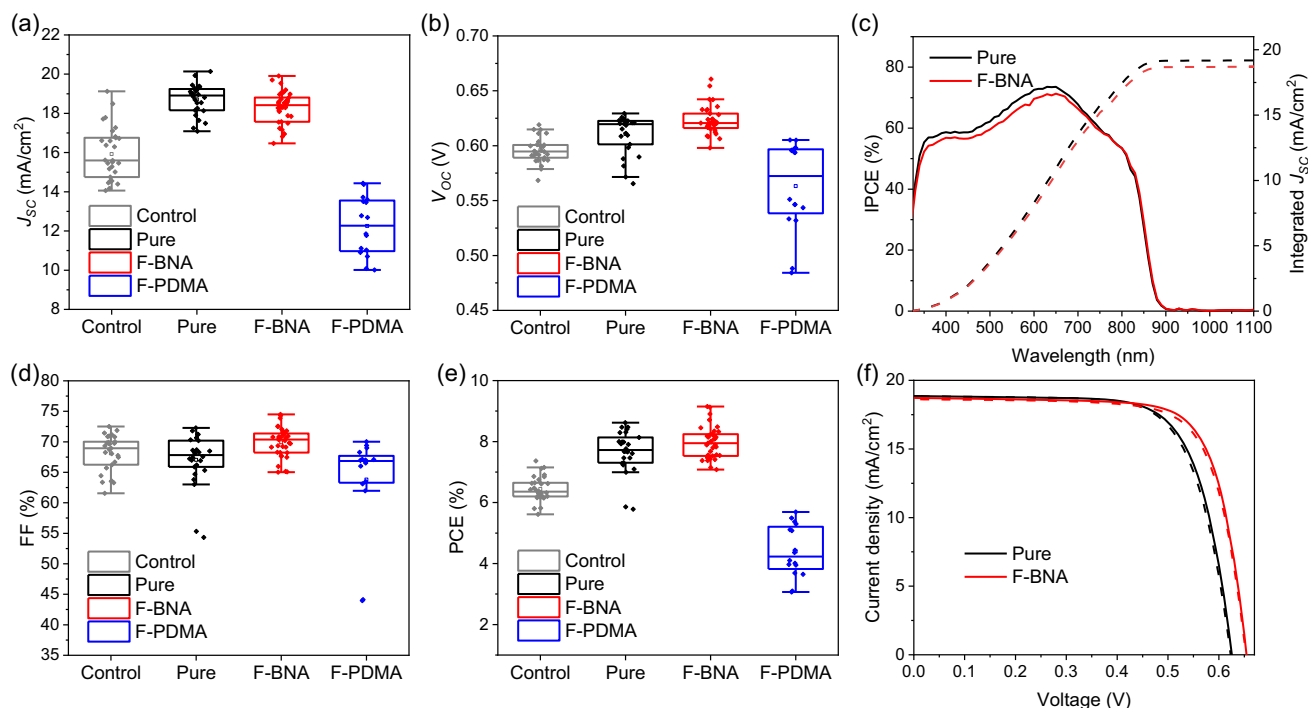 (a)
22
20
18
16
14
12
10
8
J_SC (mA/cm²)
Control
Pure
F-BNA
F-PDMA
Control Pure F-BNA F-PDMA
(b)
0.70
0.65
0.60
0.55
0.50
0.45
V_OC (V)
Control
Pure
F-BNA
F-PDMA
Control Pure F-BNA F-PDMA
(c)
80
60
40
20
0
IPCE (%)
Pure
F-BNA
20
15
10
5
0
Integrated J_SC (mA/cm²)
400 500 600 700 800 900 1000 1100
Wavelength (nm)
(d)
80
75
70
65
60
55
50
45
40
35
FF (%)
Control
Pure
F-BNA
F-PDMA
Control Pure F-BNA F-PDMA
(e)
10
8
6
4
2
PCE (%)
Control
Pure
F-BNA
F-PDMA
Control Pure F-BNA F-PDMA
(f)
20
15
10
5
0
Current density (mA/cm²)
Pure
F-BNA
0.0 0.1 0.2 0.3 0.4 0.5 0.6
Voltage (V)